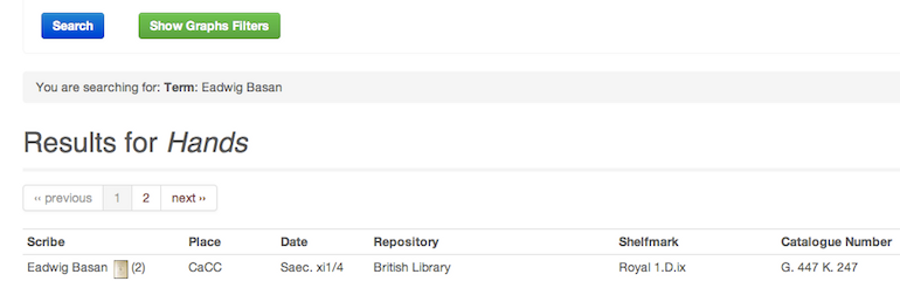 Search Show Graphs Filters
You are searching for: Term: Eadwig Basan
Results for Hands
‹‹ previous 1 2 next ››
Scribe Place Date Repository Shelfmark Catalogue Number
Eadwig Basan (2) CaCC Saec. xi1/4 British Library Royal 1.D.ix G. 447 K. 247